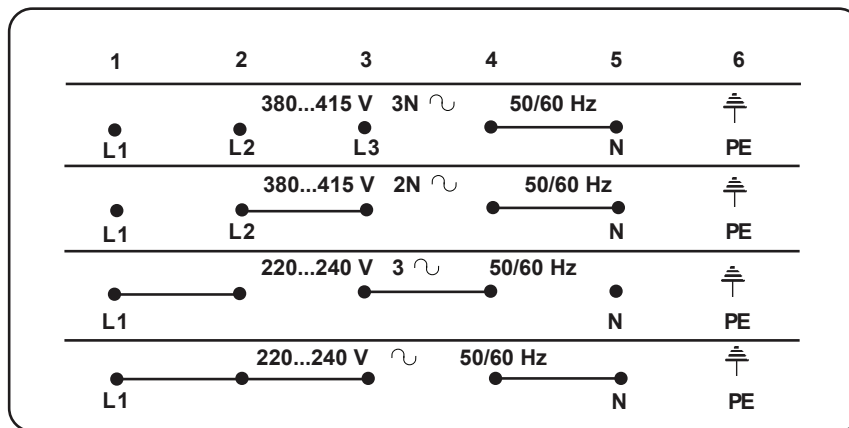 1 2 3 4 5 6
380...415 V 3N 50/60 Hz
L1 L2 L3 N PE
380...415 V 2N 50/60 Hz
L1 L2 N PE
220...240 V 3 50/60 Hz
L1 N PE
220...240 V 50/60 Hz
L1 N PE